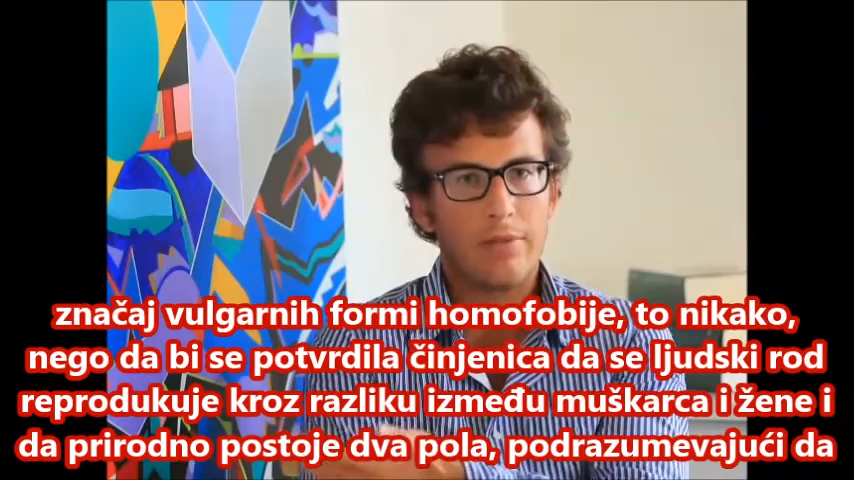 značaj vulgarnih formi homofobije, to nikako,
nego da bi se potvrdila činjenica da se ljudski rod
reprodukuje kroz razliku između muškarca i žene i
da prirodno postoje dva pola, podrazumevajući da